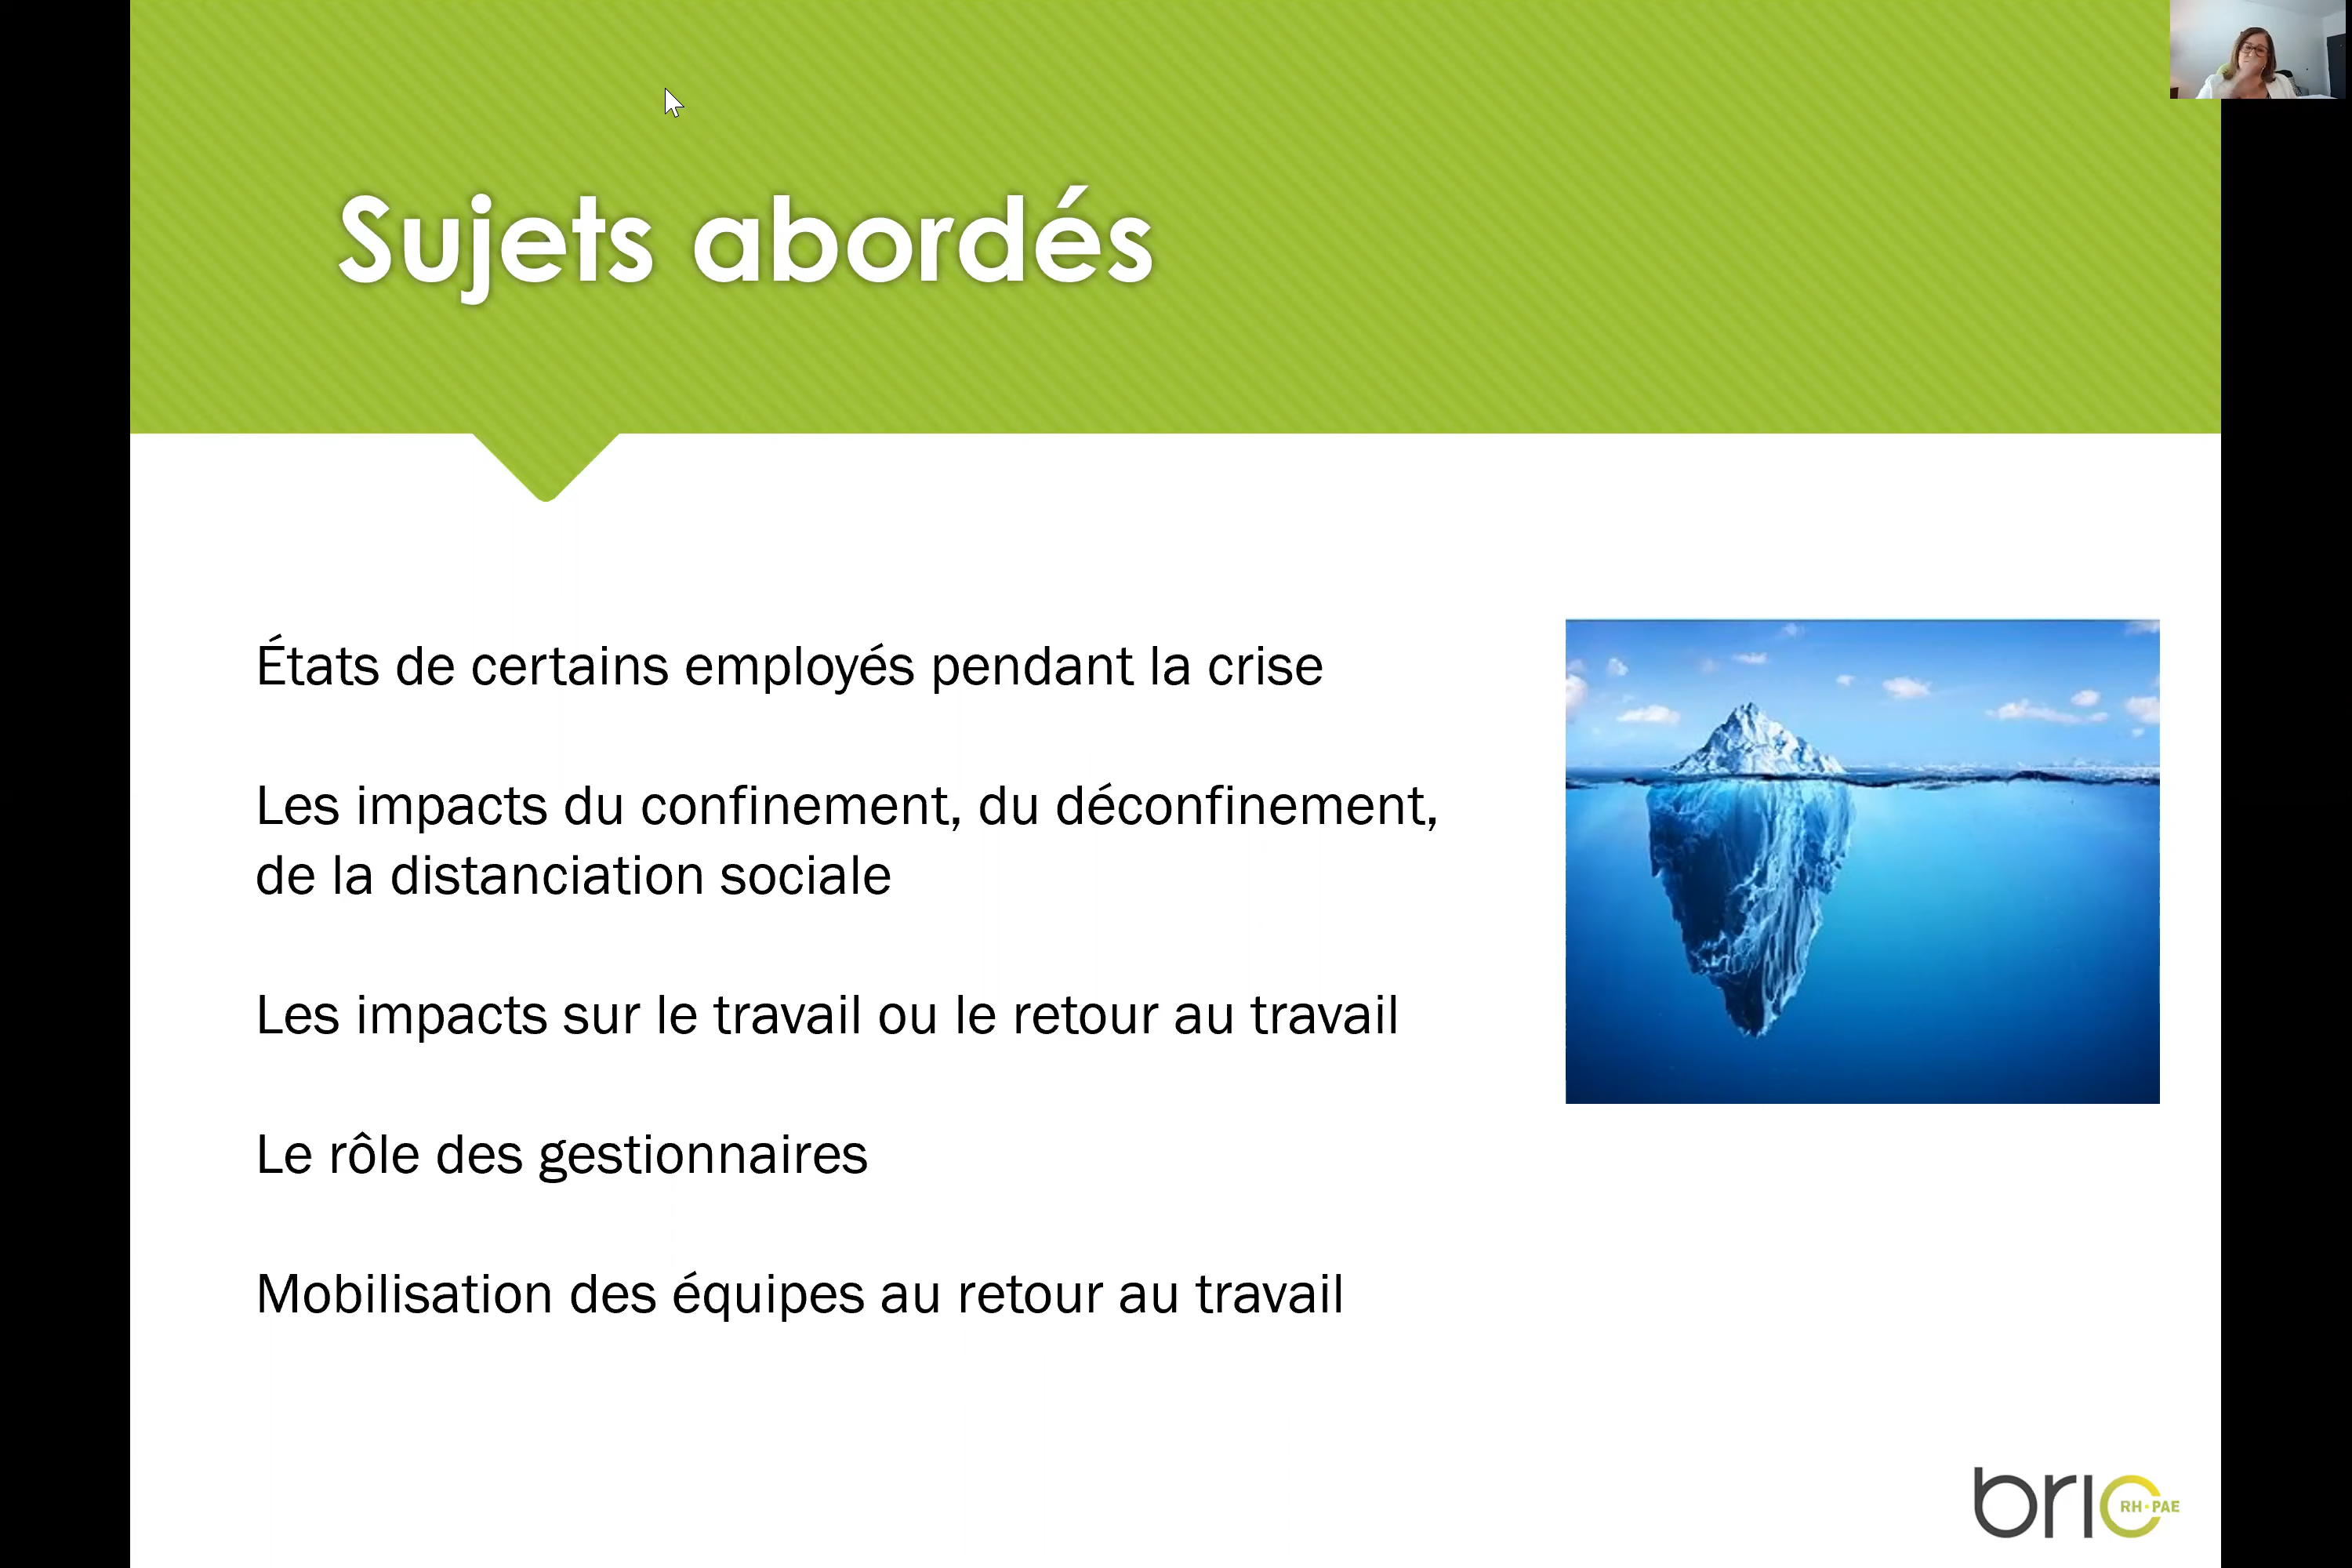 Sujets abordés
États de certains employés pendant la crise
Les impacts du confinement, du déconfinement,
de la distanciation sociale
Les impacts sur le travail ou le retour au travail
Le rôle des gestionnaires
Mobilisation des équipes au retour au travail
bric
RH·PAE